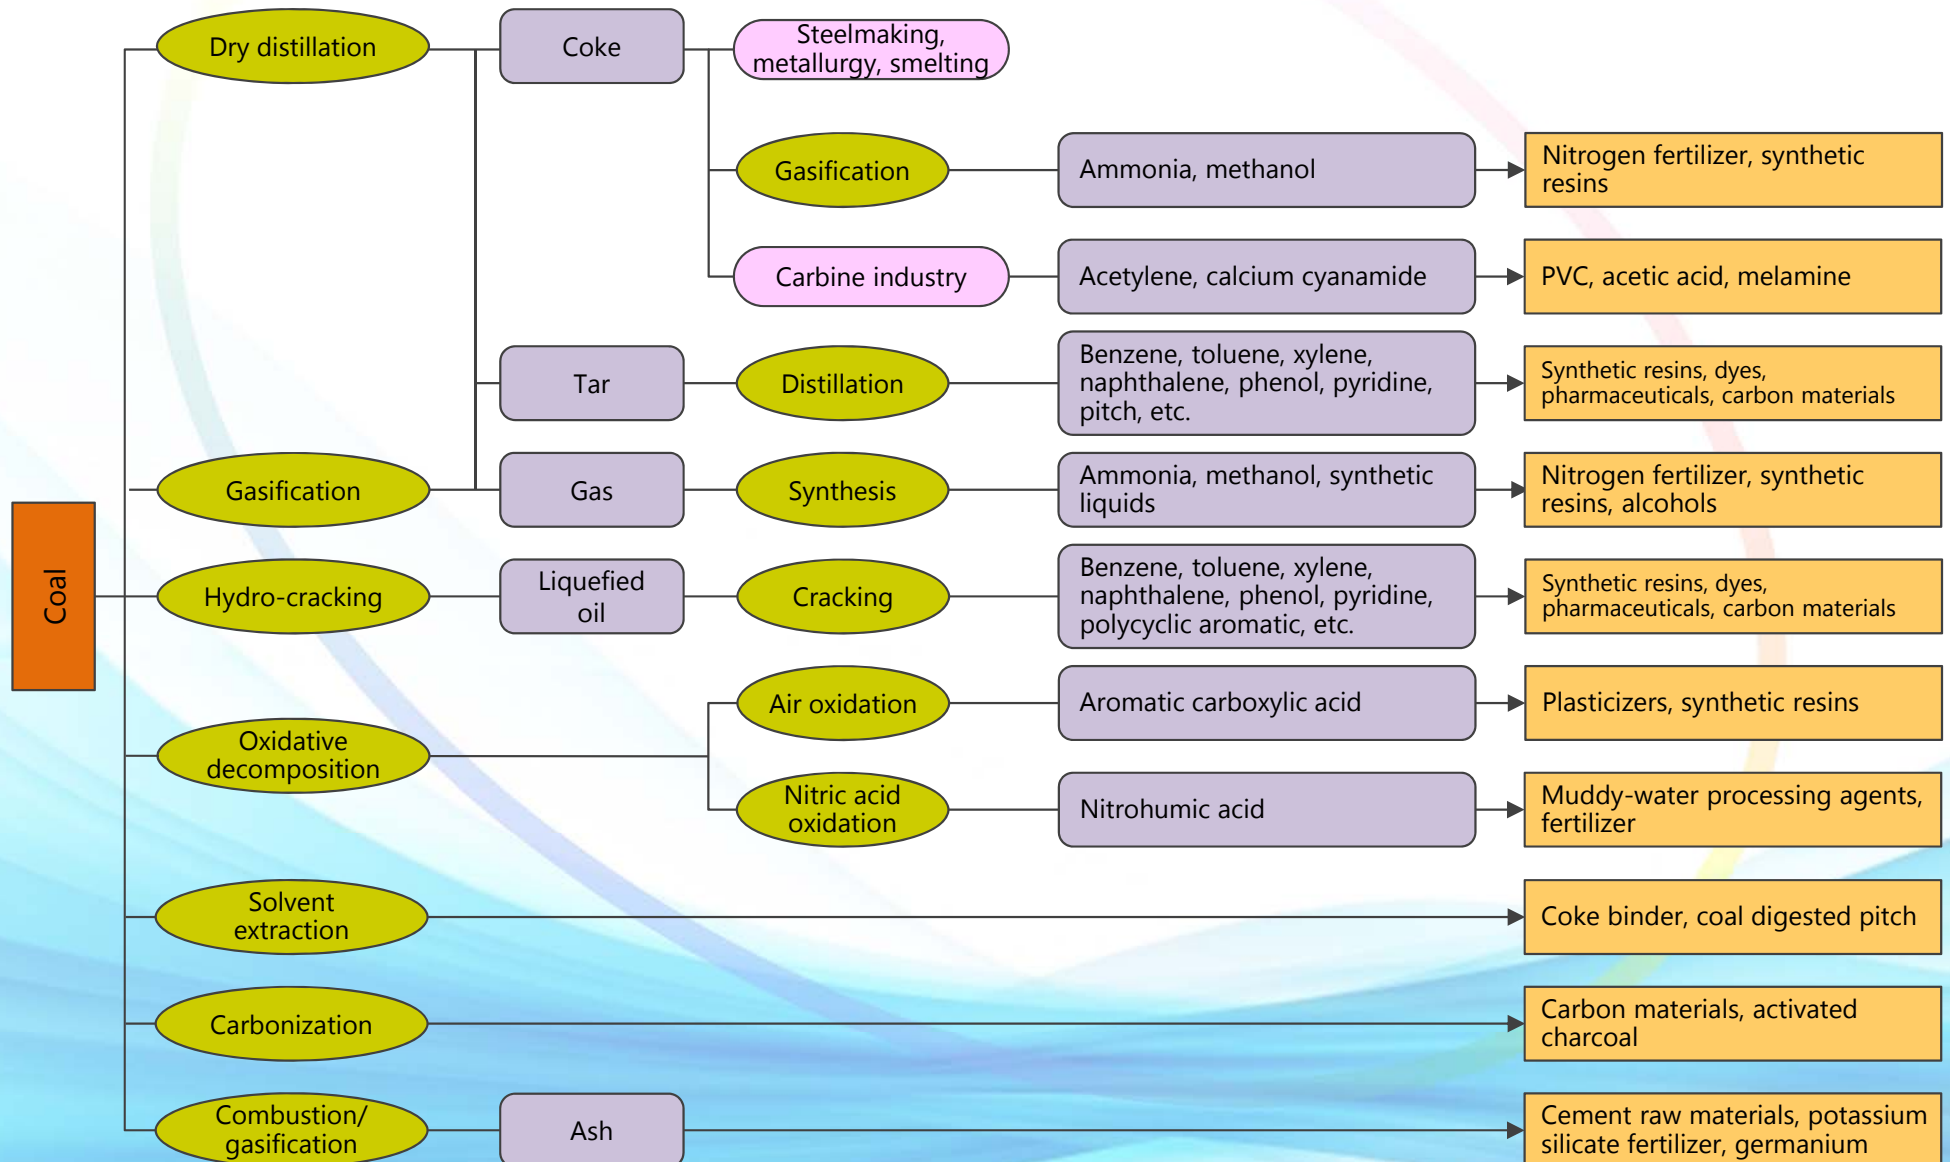 Dry distillation
Coke
Steelmaking,
metallurgy, smelting
Gasification
Ammonia, methanol
Nitrogen fertilizer, synthetic
resins
Carbine industry
Acetylene, calcium cyanamide
PVC, acetic acid, melamine
Tar
Distillation
Benzene, toluene, xylene,
naphthalene, phenol, pyridine,
pitch, etc.
Synthetic resins, dyes,
pharmaceuticals, carbon materials
Gasification
Gas
Synthesis
Ammonia, methanol, synthetic
liquids
Nitrogen fertilizer, synthetic
resins, alcohols
Coal
Hydro-cracking
Liquefied
oil
Cracking
Benzene, toluene, xylene,
naphthalene, phenol, pyridine,
polycyclic aromatic, etc.
Synthetic resins, dyes,
pharmaceuticals, carbon materials
Oxidative
decomposition
Air oxidation
Aromatic carboxylic acid
Plasticizers, synthetic resins
Nitric acid
oxidation
Nitrohumic acid
Muddy-water processing agents,
fertilizer
Solvent
extraction
Coke binder, coal digested pitch
Carbonization
Carbon materials, activated
charcoal
Combustion/
gasification
Ash
Cement raw materials, potassium
silicate fertilizer, germanium